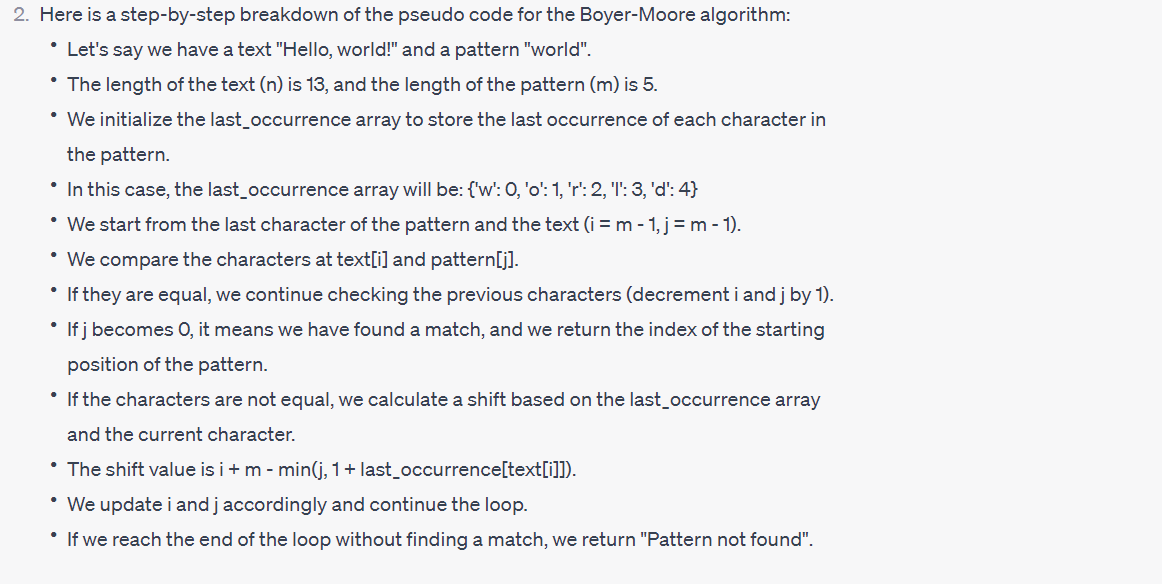 2. Here is a step-by-step breakdown of the pseudo code for the Boyer-Moore algorithm:
• Let's say we have a text "Hello, world!" and a pattern "world".
• The length of the text (n) is 13, and the length of the pattern (m) is 5.
• We initialize the last_occurrence array to store the last occurrence of each character in
the pattern.
• In this case, the last_occurrence array will be: {'w': 0, 'o': 1, 'r': 2, 'l': 3, 'd': 4}
• We start from the last character of the pattern and the text (i = m - 1, j = m - 1).
• We compare the characters at text[i] and pattern[j].
• If they are equal, we continue checking the previous characters (decrement i and j by 1).
• If j becomes 0, it means we have found a match, and we return the index of the starting
position of the pattern.
• If the characters are not equal, we calculate a shift based on the last_occurrence array
and the current character.
• The shift value is i + m - min(j, 1 + last_occurrence[text[i]]).
• We update i and j accordingly and continue the loop.
• If we reach the end of the loop without finding a match, we return "Pattern not found".